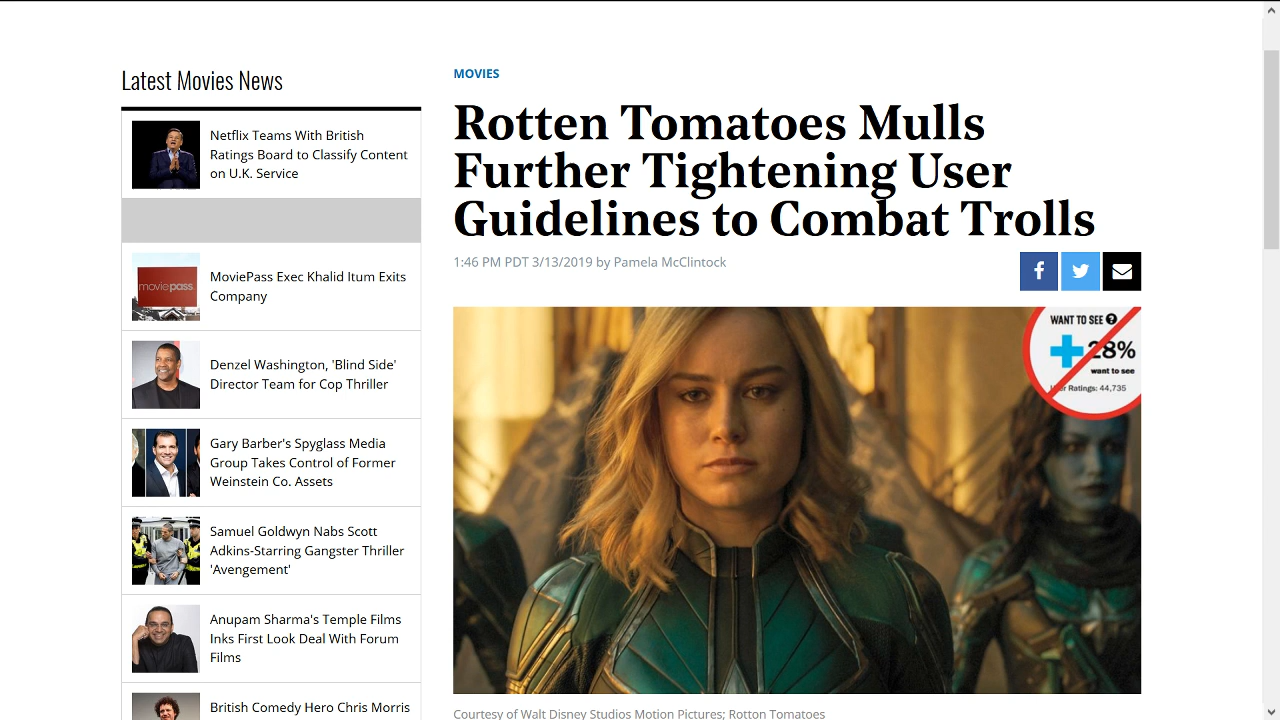 Latest Movies News
Netflix Teams With British
Ratings Board to Classify Content
on U.K. Service
moviepass
MoviePass Exec Khalid Itum Exits
Company
Denzel Washington, 'Blind Side'
Director Team for Cop Thriller
Gary Barber's Spyglass Media
Group Takes Control of Former
Weinstein Co. Assets
Samuel Goldwyn Nabs Scott
Adkins-Starring Gangster Thriller
'Avengement'
Anupam Sharma's Temple Films
Inks First Look Deal With Forum
Films
British Comedy Hero Chris Morris
MOVIES
Rotten Tomatoes Mulls
Further Tightening User
Guidelines to Combat Trolls
1:46 PM PDT 3/13/2019 by Pamela McClintock
WANT TO SEE ?
28%
want to see
User Ratings: 44,735
Courtesy of Walt Disney Studios Motion Pictures; Rotton Tomatoes